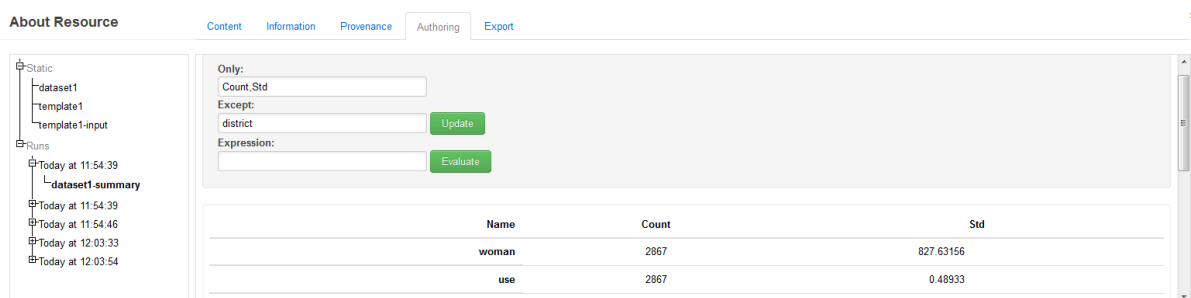 About Resource
Content Information Provenance Authoring Export
Static
dataset1
template1
template1-input
Runs
Today at 11:54:39
dataset1-summary
Today at 11:54:39
Today at 11:54:46
Today at 12:03:33
Today at 12:03:54
Only:
Count,Std
Except:
district Update
Expression:
Evaluate
Name Count Std
woman 2867 827.63156
use 2867 0.48933